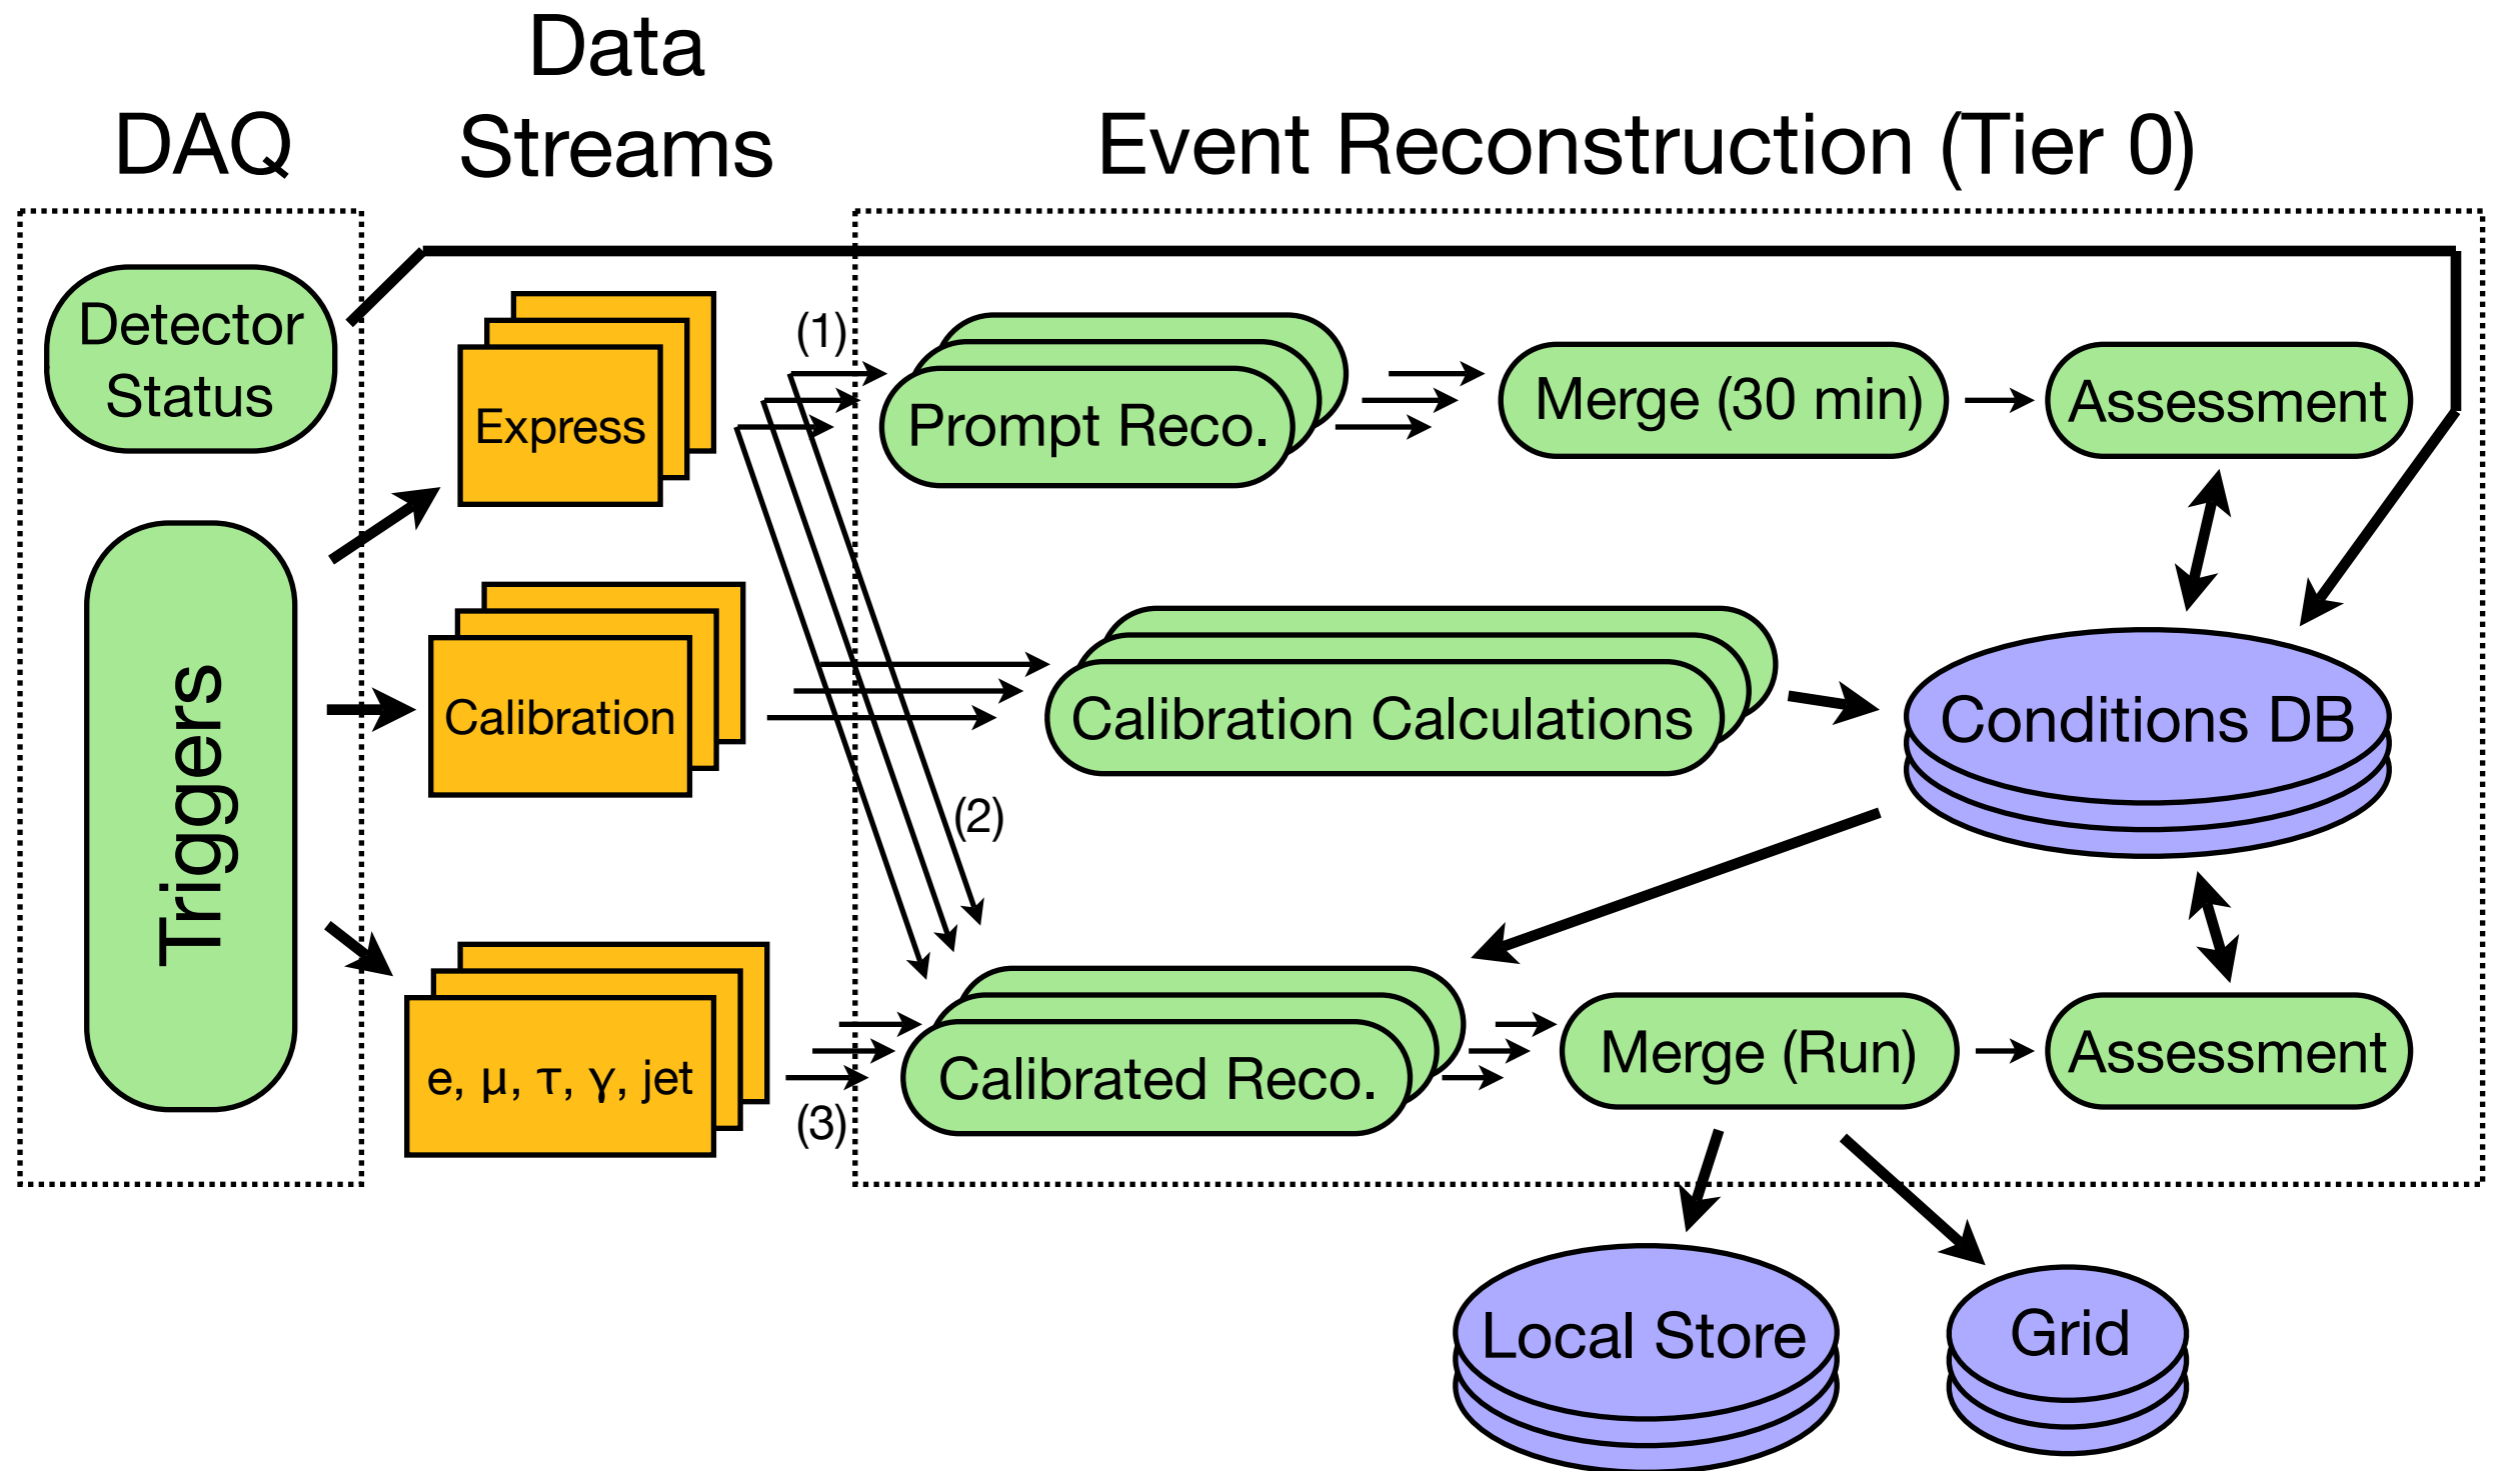 Data
Streams
DAQ
Event Reconstruction (Tier 0)
Detector
Status
Triggers
Express
(1)
Prompt Reco.
Merge (30 min)
Assessment
Calibration
Calibration Calculations
Conditions DB
(2)
e, μ, τ, γ, jet
(3)
Calibrated Reco.
Merge (Run)
Assessment
Local Store
Grid